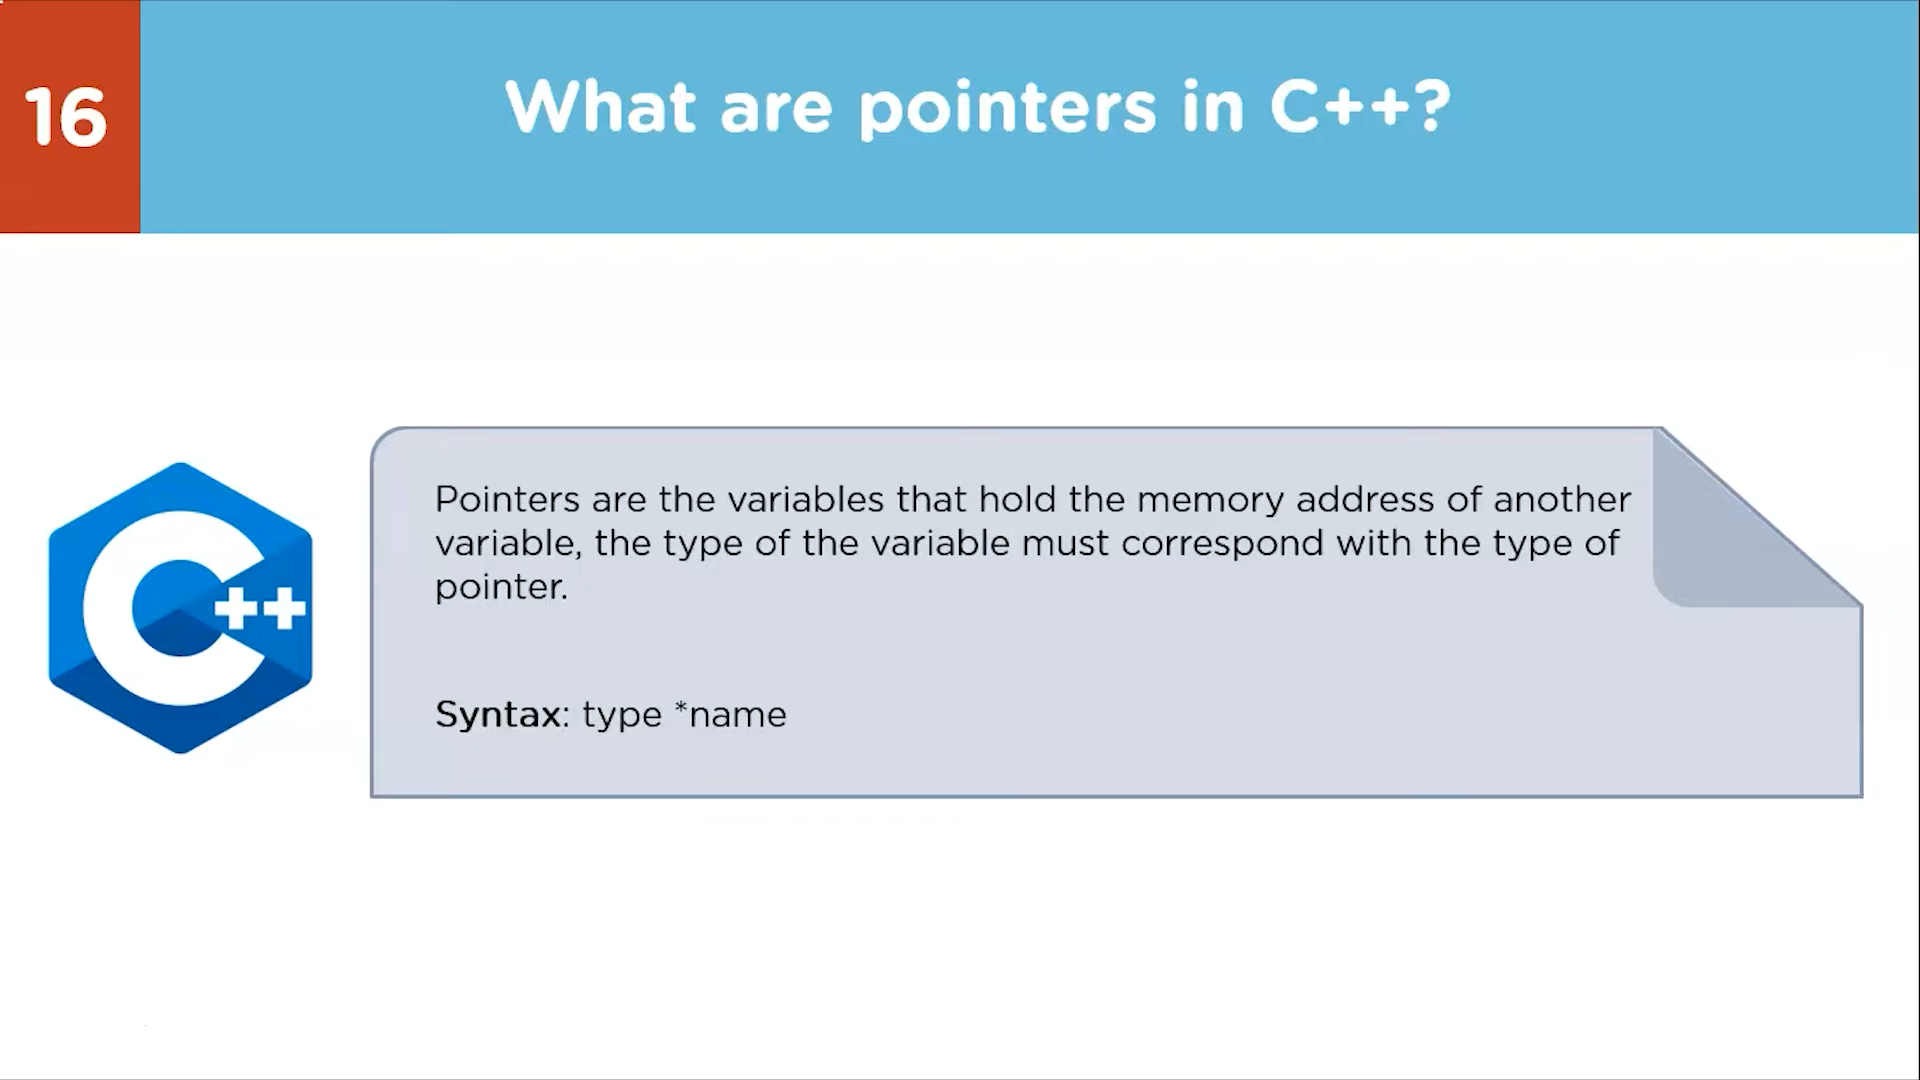 16
What are pointers in C++?
Pointers are the variables that hold the memory address of another
variable, the type of the variable must correspond with the type of
pointer.
Syntax: type *name
C++